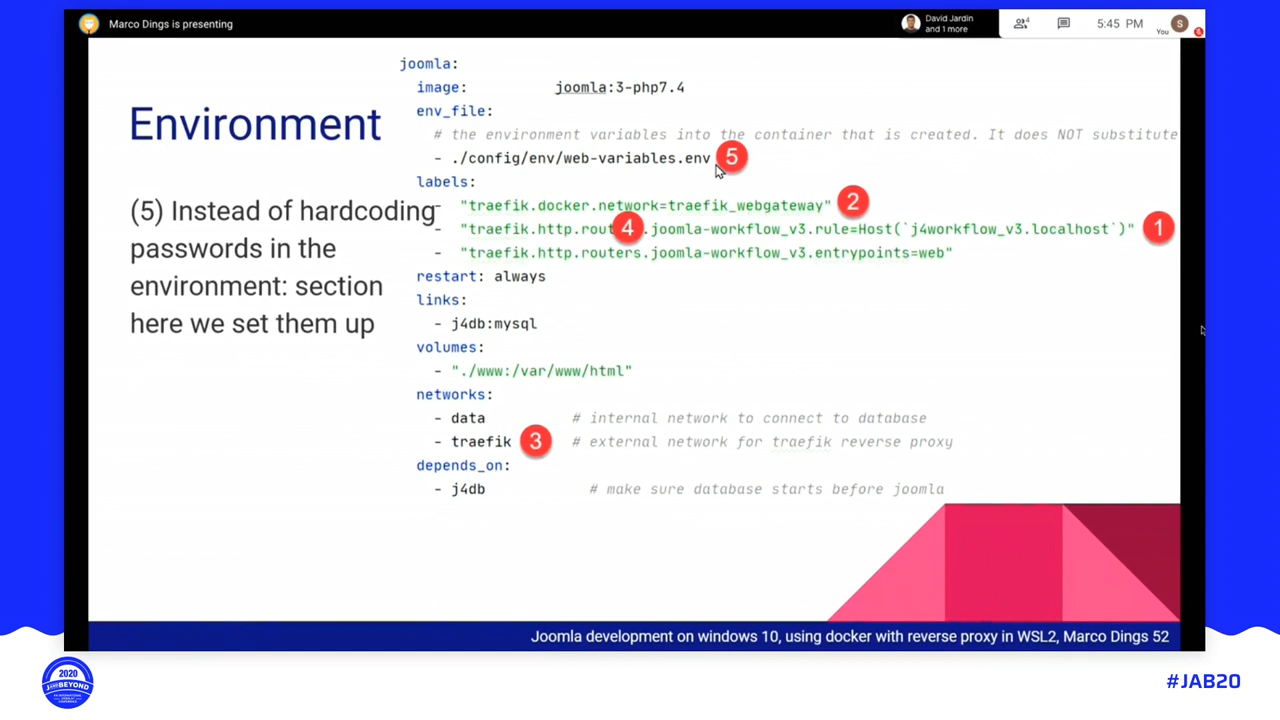 Marco Dings is presenting
David Jardin
and 1 more
4
5:45 PM
You
S
Environment
(5) Instead of hardcoding
passwords in the
environment: section
here we set them up
joomla:
image: joomla:3-php7.4
env_file:
# the environment variables into the container that is created. It does NOT substitute
- ./config/env/web-variables.env 5
labels:
- "traefik.docker.network=traefik_webgateway" 2
- "traefik.http.rout 4 .joomla-workflow_v3.rule=Host(`j4workflow_v3.localhost`)" 1
- "traefik.http.routers.joomla-workflow_v3.entrypoints=web"
restart: always
links:
- j4db:mysql
volumes:
- "./www:/var/www/html"
networks:
- data # internal network to connect to database
- traefik 3 # external network for traefik reverse proxy
depends_on:
- j4db # make sure database starts before joomla
Joomla development on windows 10, using docker with reverse proxy in WSL2, Marco Dings 52
2020
JANDBEYOND
#JAB20